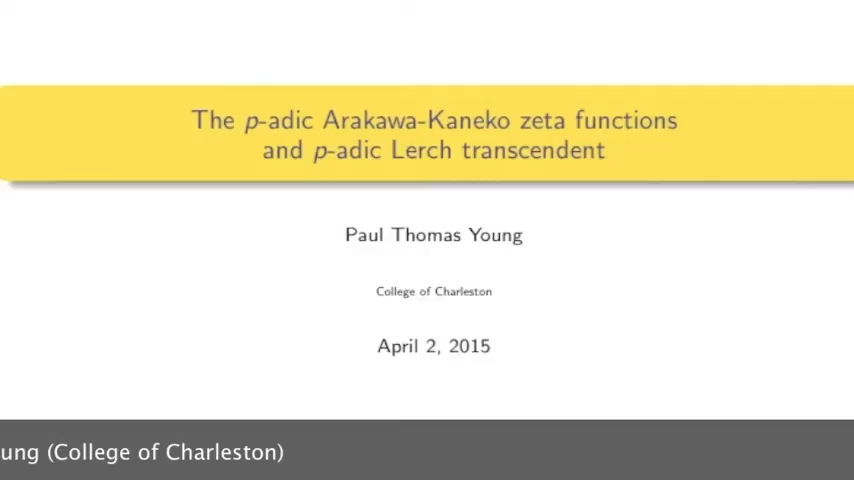 The p-adic Arakawa-Kaneko zeta functions
and p-adic Lerch transcendent
Paul Thomas Young
College of Charleston
April 2, 2015
ung (College of Charleston)